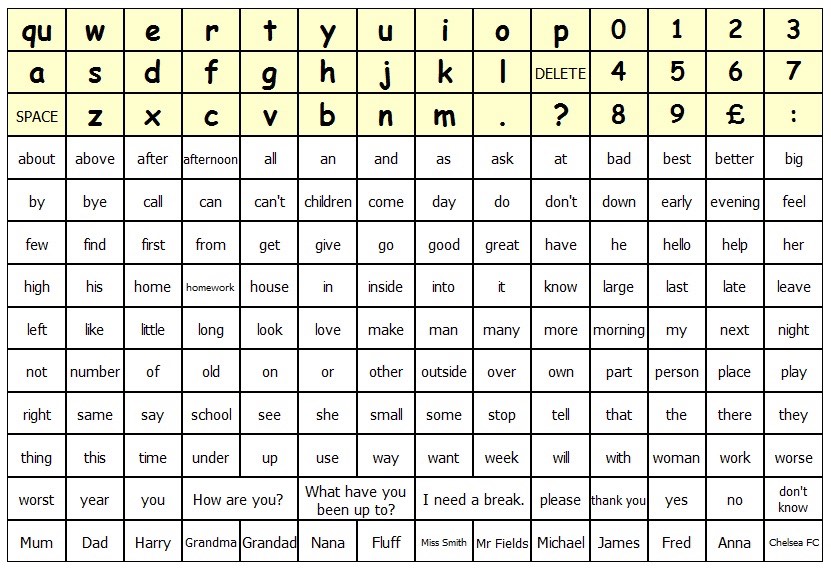 qu w e r t y u i o p 0 1 2 3
a s d f g h j k l DELETE 4 5 6 7
SPACE z x c v b n m . ? 8 9 £ :
about above after afternoon all an and as ask at bad best better big
by bye call can can't children come day do don't down early evening feel
few find first from get give go good great have he hello help her
high his home homework house in inside into it know large last late leave
left like little long look love make man many more morning my next night
not number of old on or other outside over own part person place play
right same say school see she small some stop tell that the there they
thing this time under up use way want week will with woman work worse
worst year you How are you? What have you been up to? I need a break. please thank you yes no don't know
Mum Dad Harry Grandma Grandad Nana Fluff Miss Smith Mr Fields Michael James Fred Anna Chelsea FC